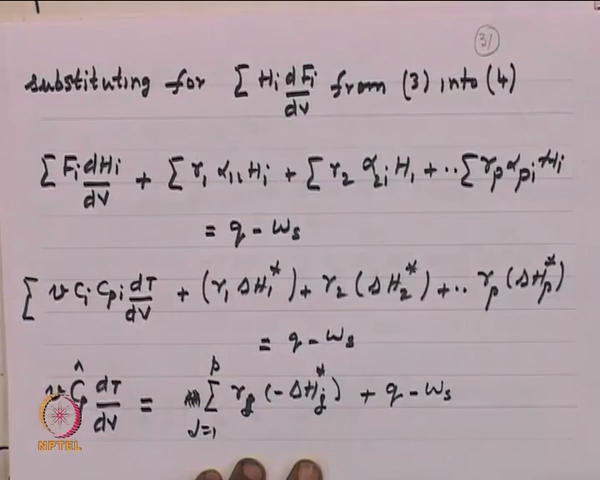 31
substituting for ∑ Hi dFi/dV from (3) into (4)
∑ Fi dHi/dV + ∑ r1 α1i Hi + ∑ r2 α2i Hi + .. ∑ rp αpi Hi
= q - Ws
∑ v Ci Cpi dT/dV + (r1 ΔH1*) + r2 (ΔH2*) + .. rp (ΔHp*)
= q - Ws
v Ĉp dT/dV = ∑ j=1 p rj (-ΔHj*) + q - Ws
NPTEL